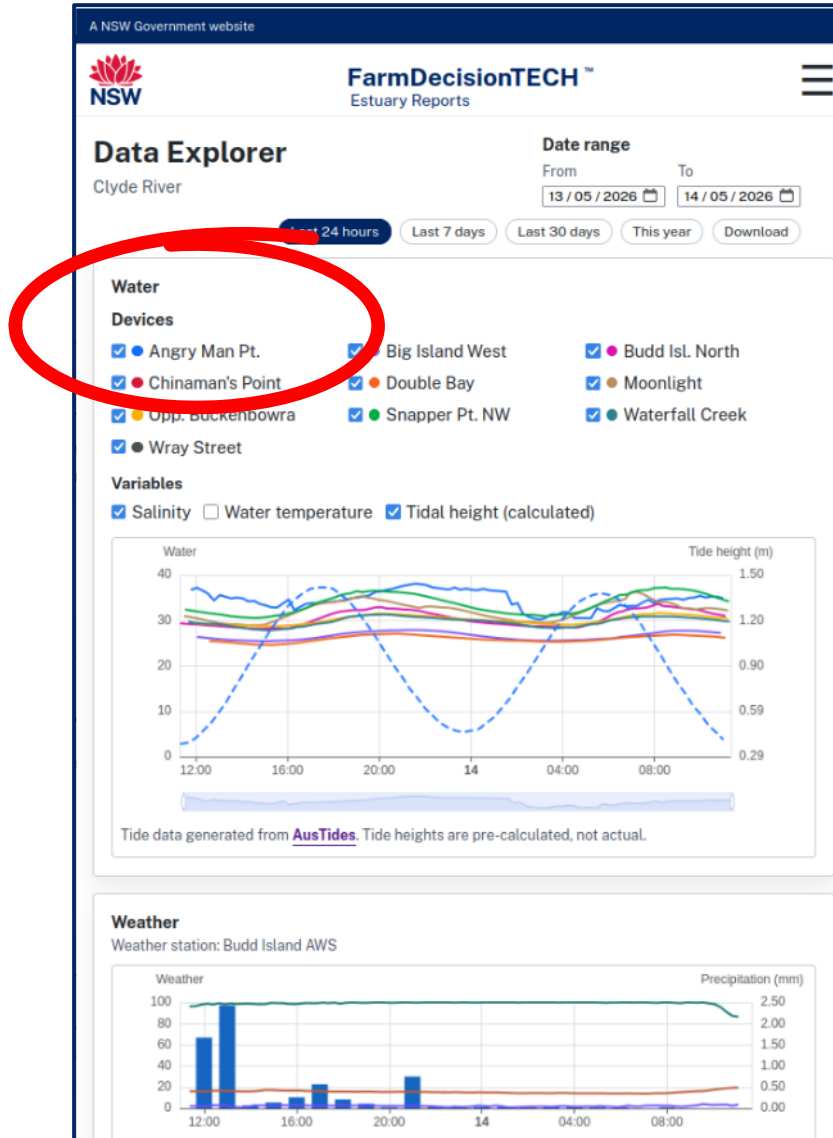 A NSW Government website
NSW
FarmDecisionTECH ™
Estuary Reports
Data Explorer
Clyde River
Date range
From To
13 / 05 / 2026 14 / 05 / 2026
24 hours Last 7 days Last 30 days This year Download
Water
Devices
Angry Man Pt. Big Island West Budd Isl. North
Chinaman's Point Double Bay Moonlight
Opp. Buckenbowra Snapper Pt. NW Waterfall Creek
Wray Street
Variables
Salinity Water temperature Tidal height (calculated)
Water Tide height (m)
40 1.50
30 1.20
20 0.90
10 0.59
0 0.29
12:00 16:00 20:00 14 04:00 08:00
Tide data generated from AusTides. Tide heights are pre-calculated, not actual.
Weather
Weather station: Budd Island AWS
Weather Precipitation (mm)
100 2.50
80 2.00
60 1.50
40 1.00
20 0.50
0 0.00
12:00 16:00 20:00 14 04:00 08:00